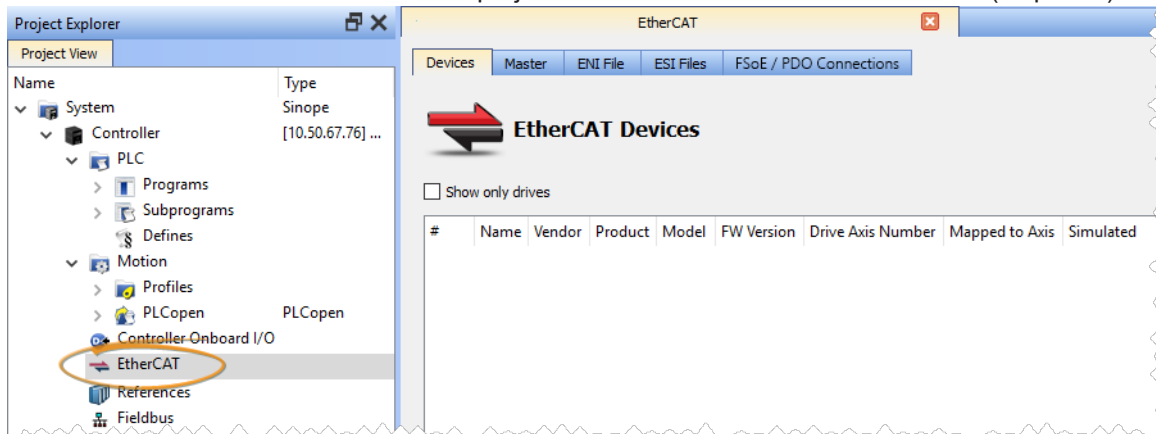 Project Explorer
Project View
Name Type
System Sinope
Controller [10.50.67.76] ...
PLC
Programs
Subprograms
Defines
Motion
Profiles
PLCopen PLCopen
Controller Onboard I/O
EtherCAT
References
Fieldbus
EtherCAT
Devices Master ENI File ESI Files FSoE / PDO Connections
EtherCAT Devices
Show only drives
# Name Vendor Product Model FW Version Drive Axis Number Mapped to Axis Simulated